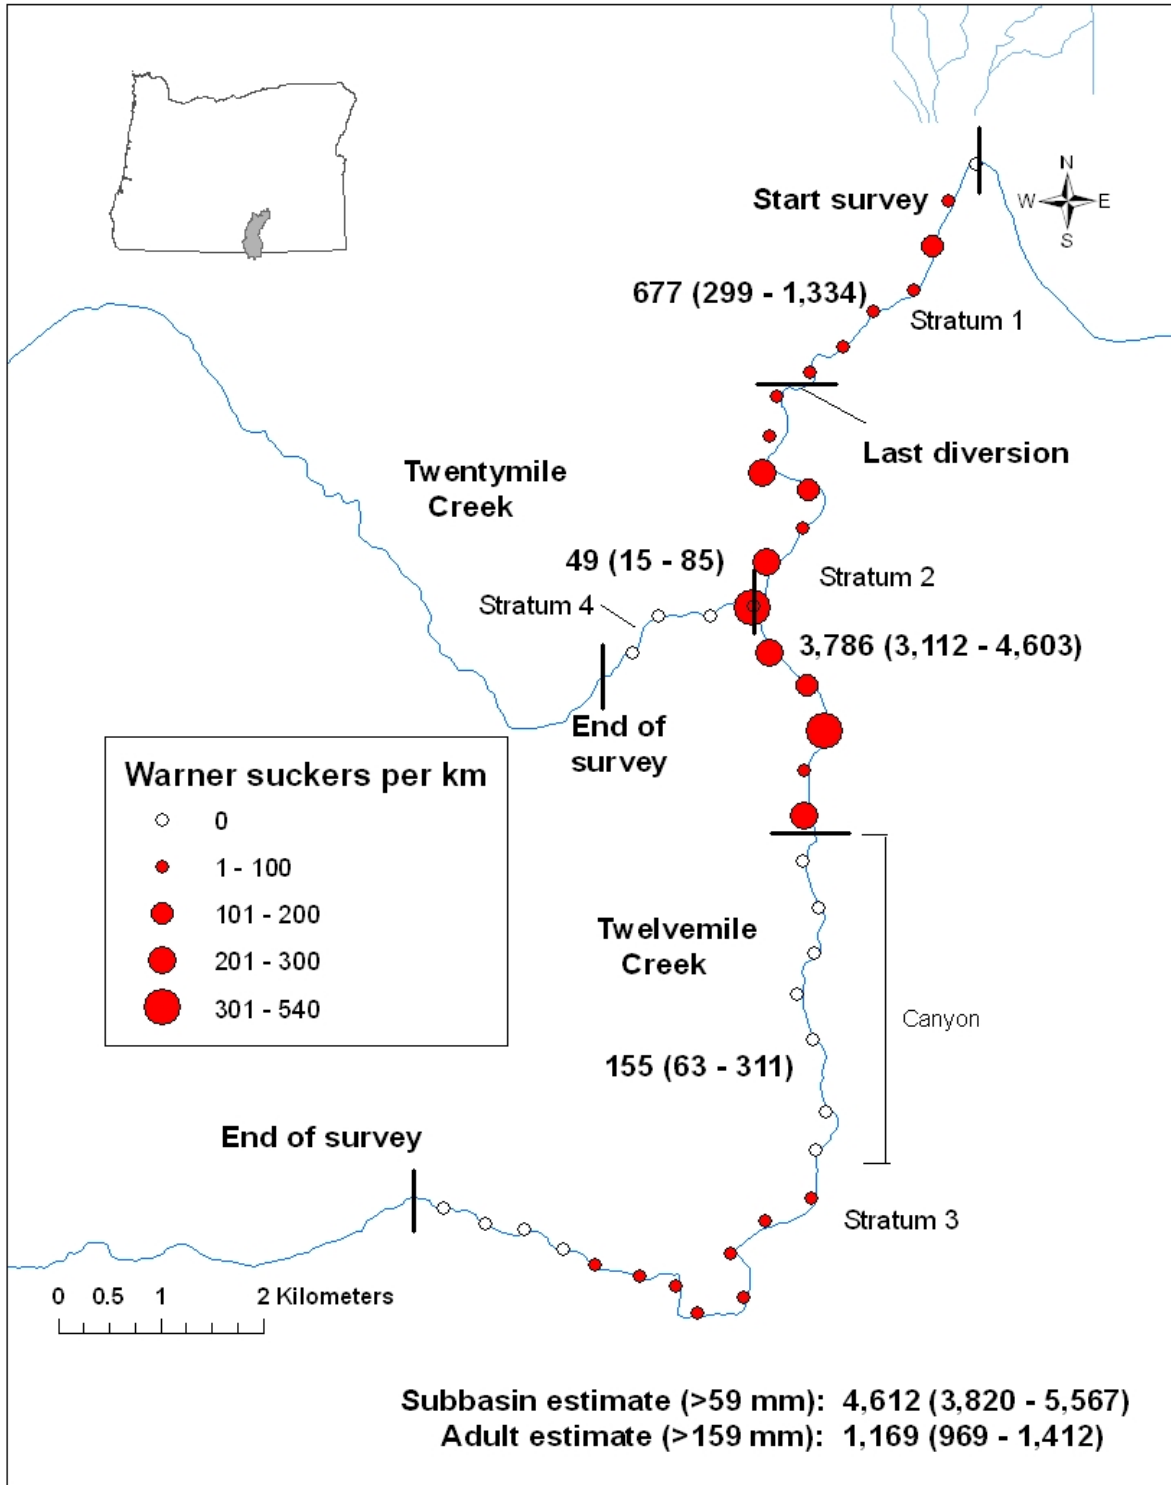 N
W E
S
Start survey
677 (299 - 1,334)
Stratum 1
Last diversion
Twentymile
Creek
49 (15 - 85)
Stratum 2
Stratum 4
3,786 (3,112 - 4,603)
End of
survey
Warner suckers per km
0
1 - 100
101 - 200
201 - 300
301 - 540
Twelvemile
Creek
Canyon
155 (63 - 311)
End of survey
Stratum 3
0 0.5 1 2 Kilometers
Subbasin estimate (>59 mm): 4,612 (3,820 - 5,567)
Adult estimate (>159 mm): 1,169 (969 - 1,412)